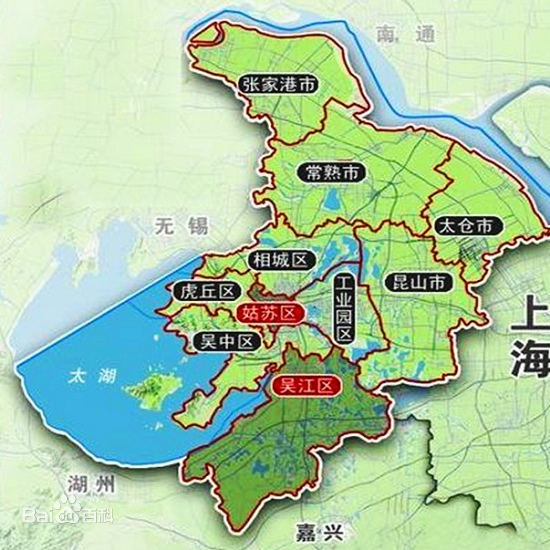 南通
张家港市
常熟市
太仓市
无锡
相城区
虎丘区
姑苏区
工业园区
昆山市
吴中区
上海
太湖
吴江区
湖州
嘉兴
Bai百科